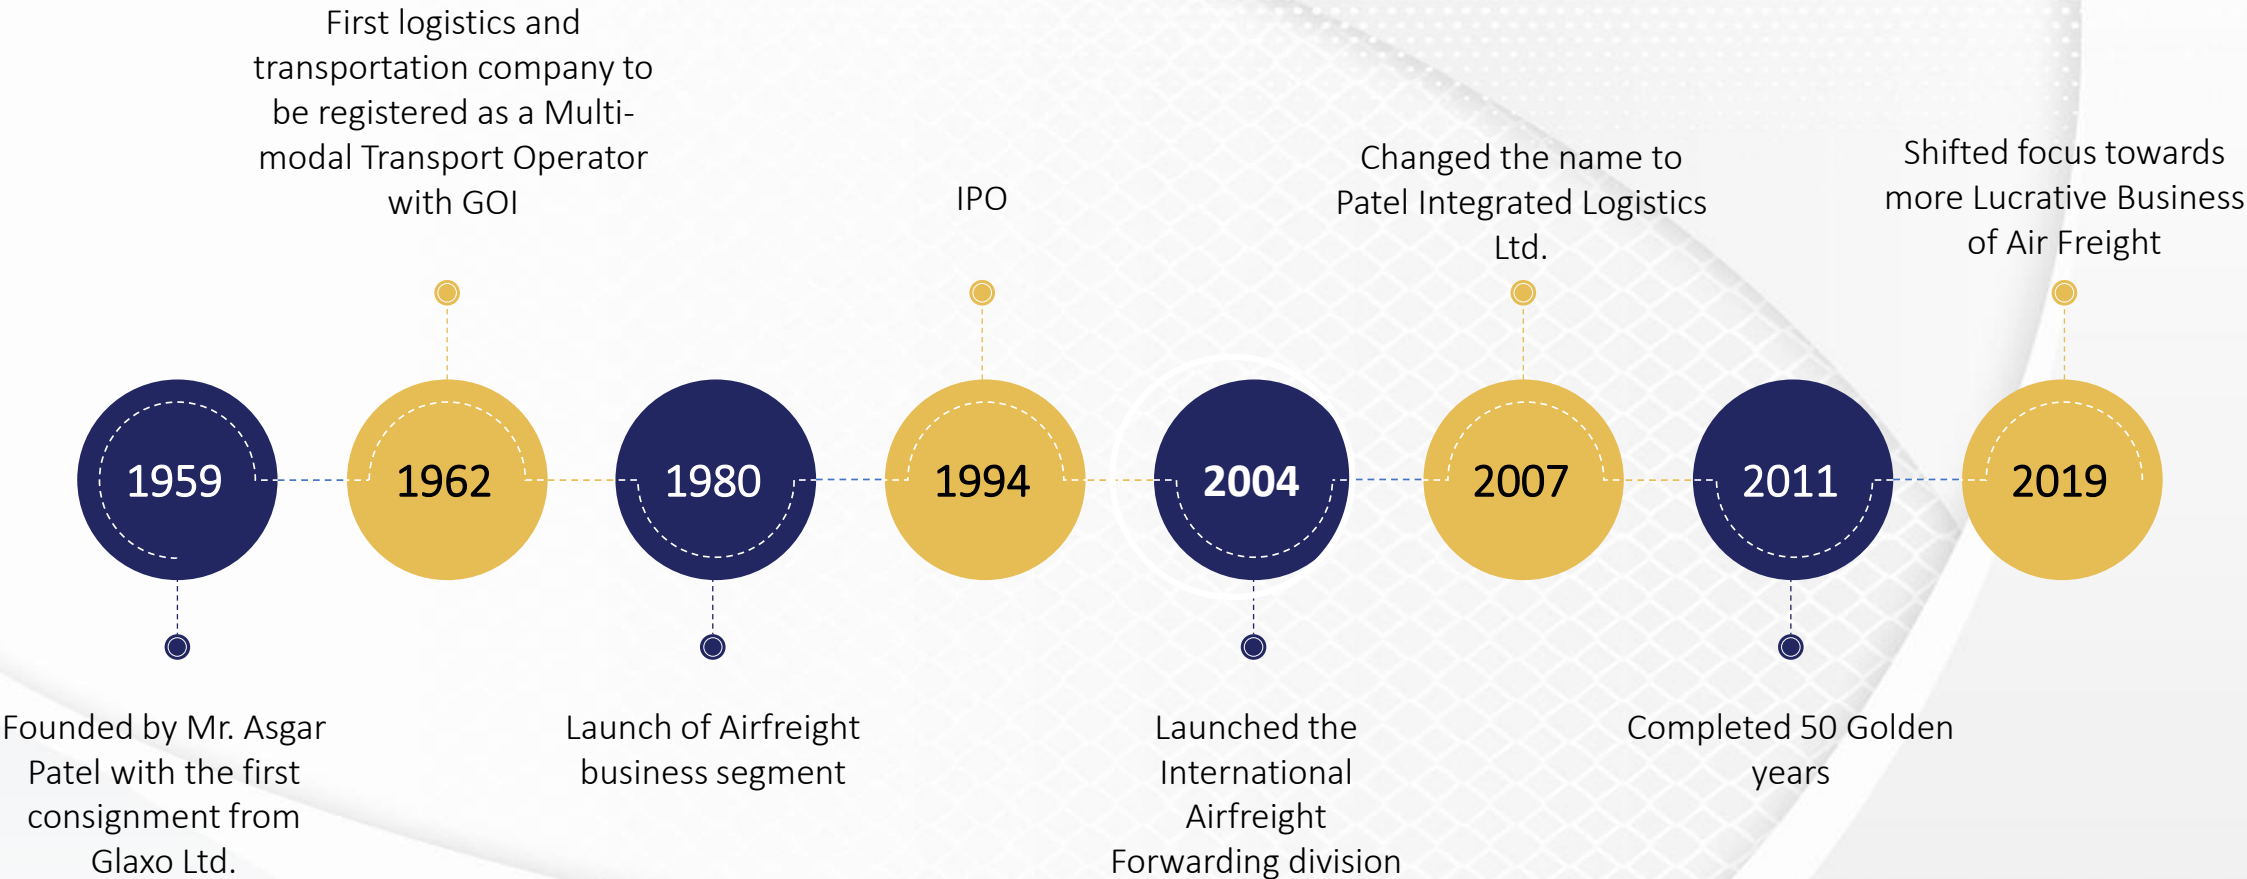 First logistics and
transportation company to
be registered as a Multi-
modal Transport Operator
with GOI
IPO
Changed the name to
Patel Integrated Logistics
Ltd.
Shifted focus towards
more Lucrative Business
of Air Freight
1959
1962
1980
1994
2004
2007
2011
2019
Founded by Mr. Asgar
Patel with the first
consignment from
Glaxo Ltd.
Launch of Airfreight
business segment
Launched the
International
Airfreight
Forwarding division
Completed 50 Golden
years